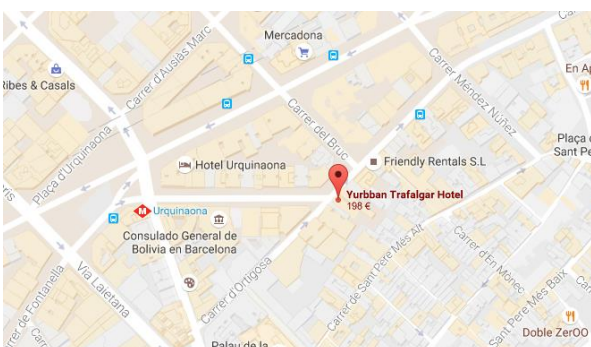 Mercadona
Carrer d'Ausiàs Marc
Ribes & Casals
Carrer Méndez Núñez
En Ap
Carrer del Bruc
Plaça d'Urquinaona
Plaça d
Sant Pe
Hotel Urquinaona
Friendly Rentals S.L
Yurbban Trafalgar Hotel
198 €
M
Urquinaona
Consulado General de
Bolivia en Barcelona
Carrer de Sant Pere Més Alt
Carrer d'En Mònec
Via Laietana
Carrer d'Ortigosa
Sant Pere Més Baix
rer de Fontanella
Carr
Car
Palau de la
Doble ZerOO